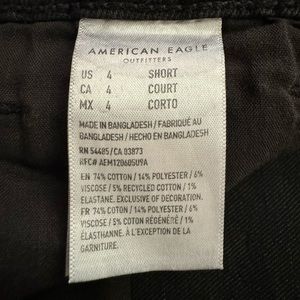 AMERICAN EAGLE
OUTFITTERS
US 4 SHORT
CA 4 COURT
MX 4 CORTO
MADE IN BANGLADESH / FABRIQUÉ AU
BANGLADESH / HECHO EN BANGLADESH
RN 54485/CA 03873
RFC# AEM1206050U9A
EN 74% COTTON / 14% POLYESTER / 6%
VISCOSE / 5% RECYCLED COTTON / 1%
ELASTANE. EXCLUSIVE OF DECORATION.
FR 74% COTON / 14% POLYESTER / 6%
VISCOSE / 5% COTON RÉGÉNÉRÉ / 1%
ÉLASTHANNE. À L'EXCEPTION DE LA
GARNITURE.